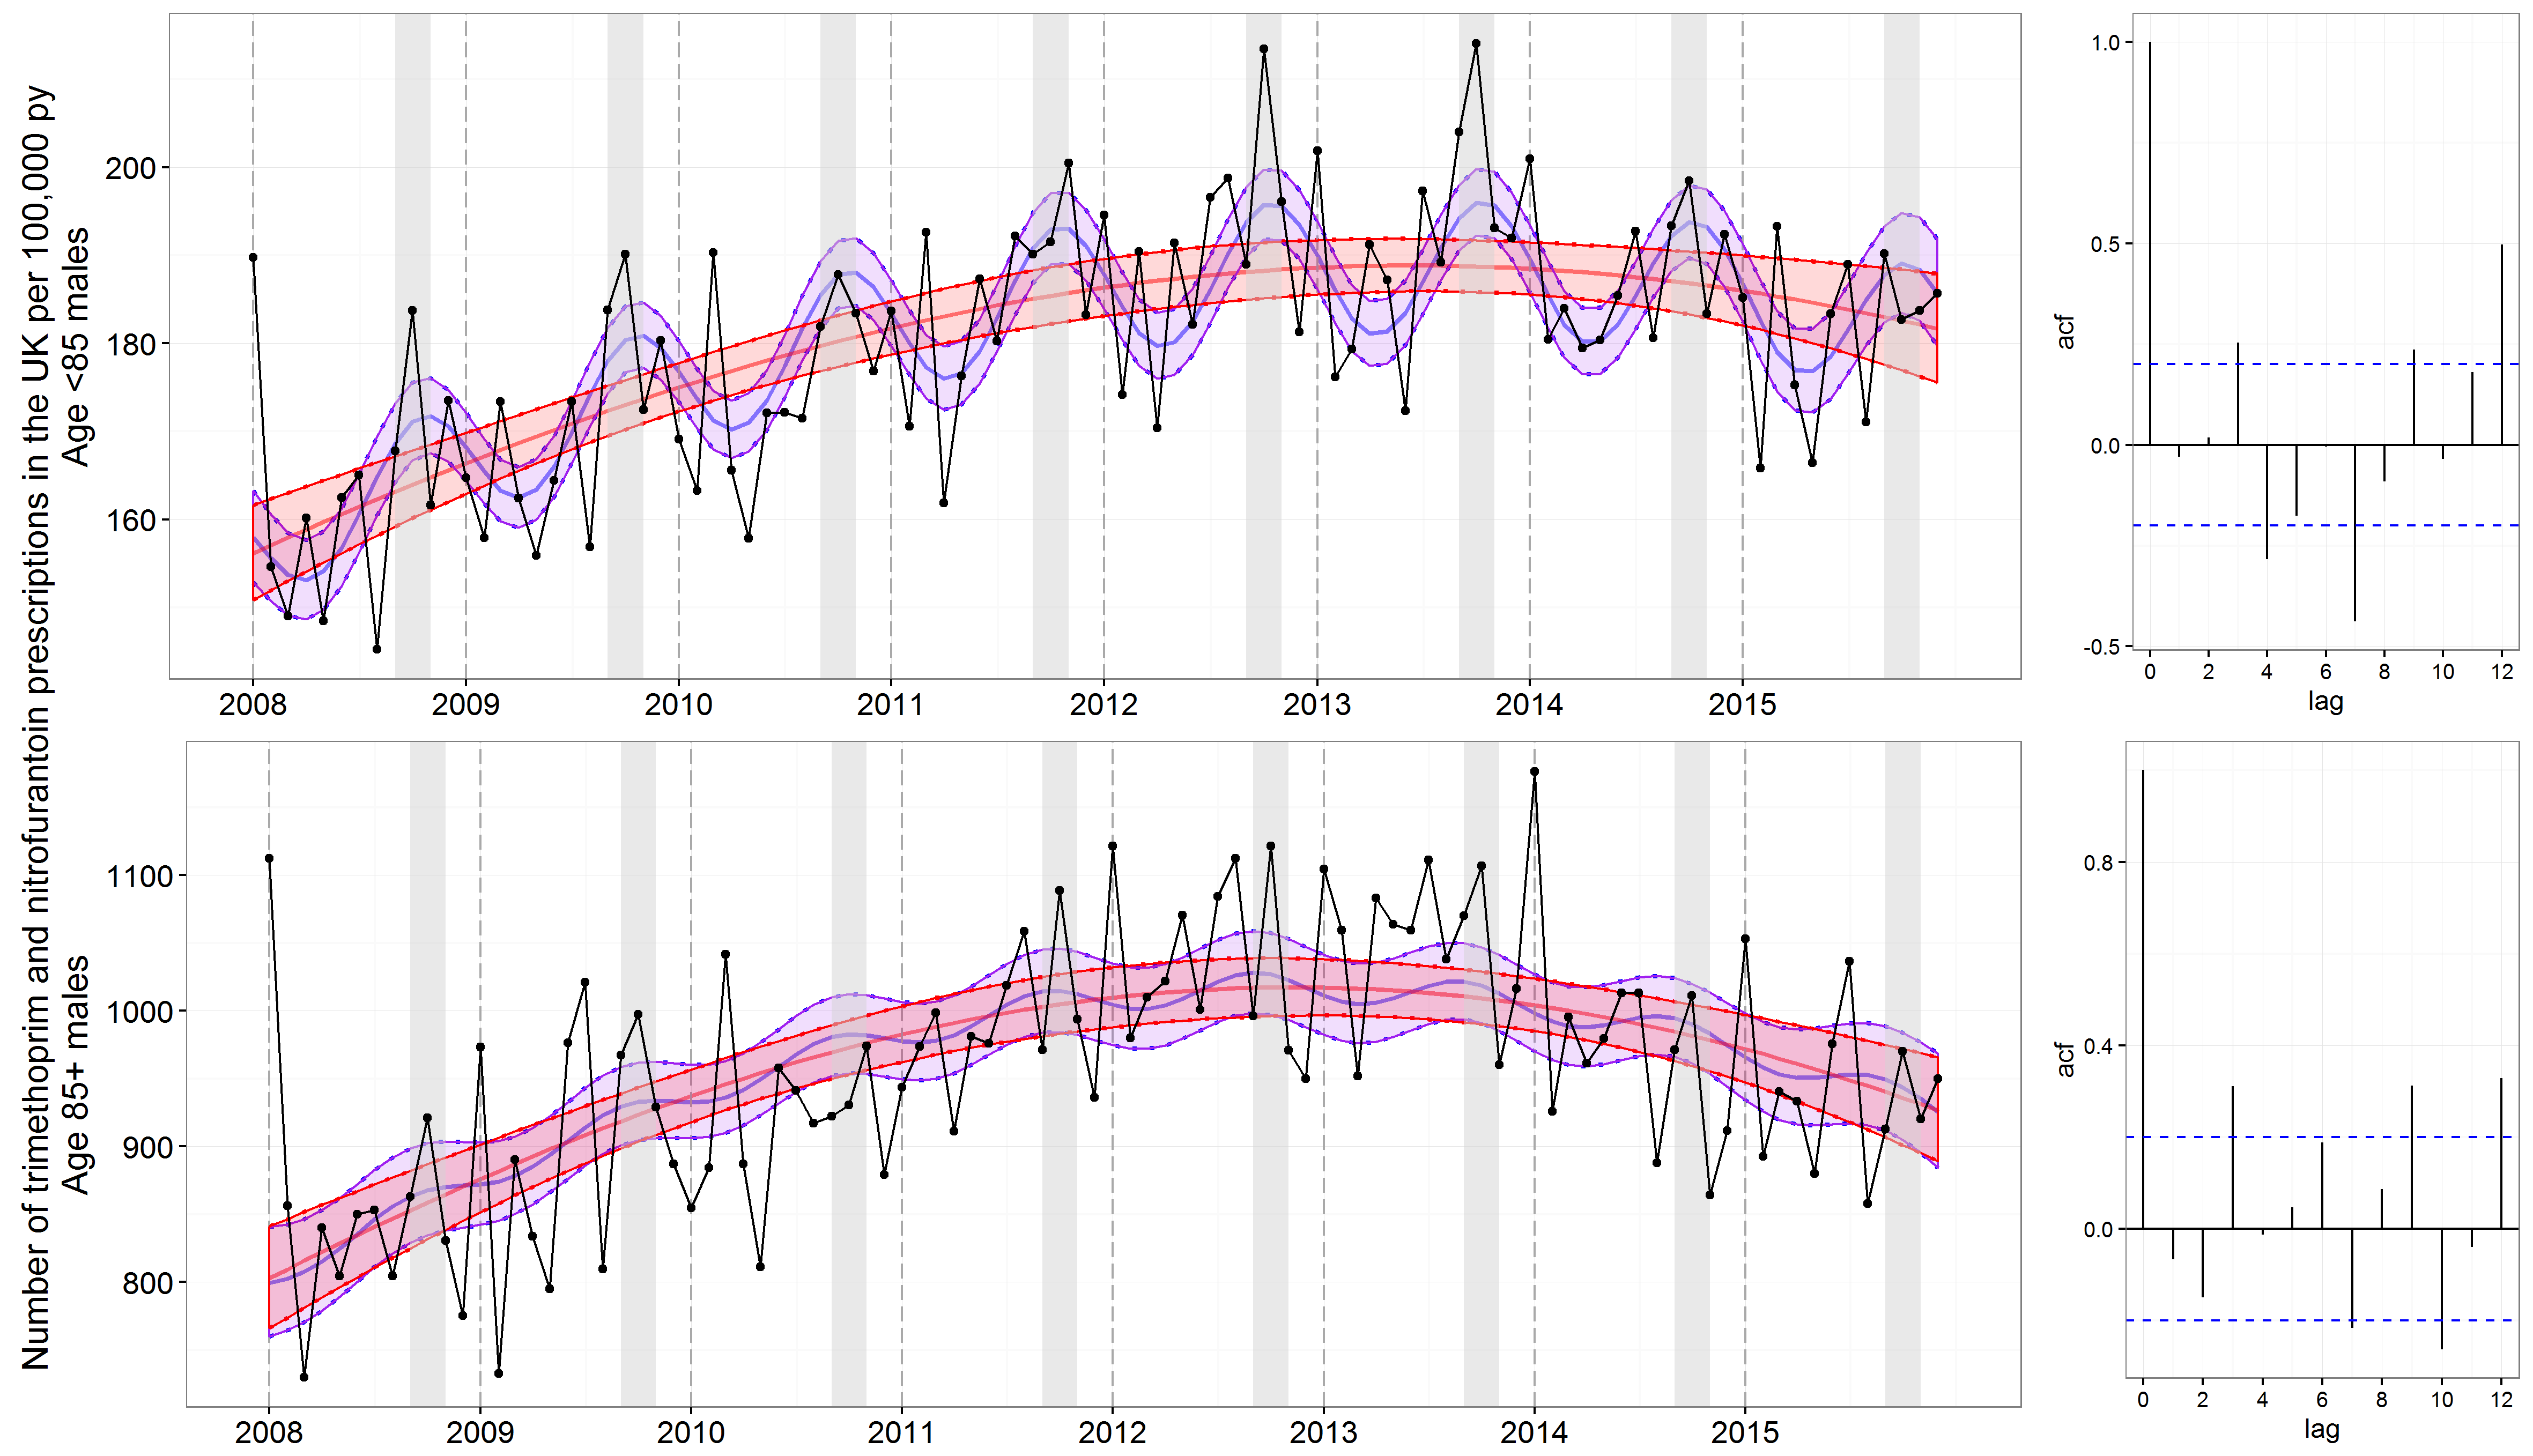 Number of trimethoprim and nitrofurantoin prescriptions in the UK per 100,000 py
Age <85 males
200
180
160
2008 2009 2010 2011 2012 2013 2014 2015
acf
1.0
0.5
0.0
-0.5
0 2 4 6 8 10 12
lag
Age 85+ males
1100
1000
900
800
2008 2009 2010 2011 2012 2013 2014 2015
acf
0.8
0.4
0.0
0 2 4 6 8 10 12
lag